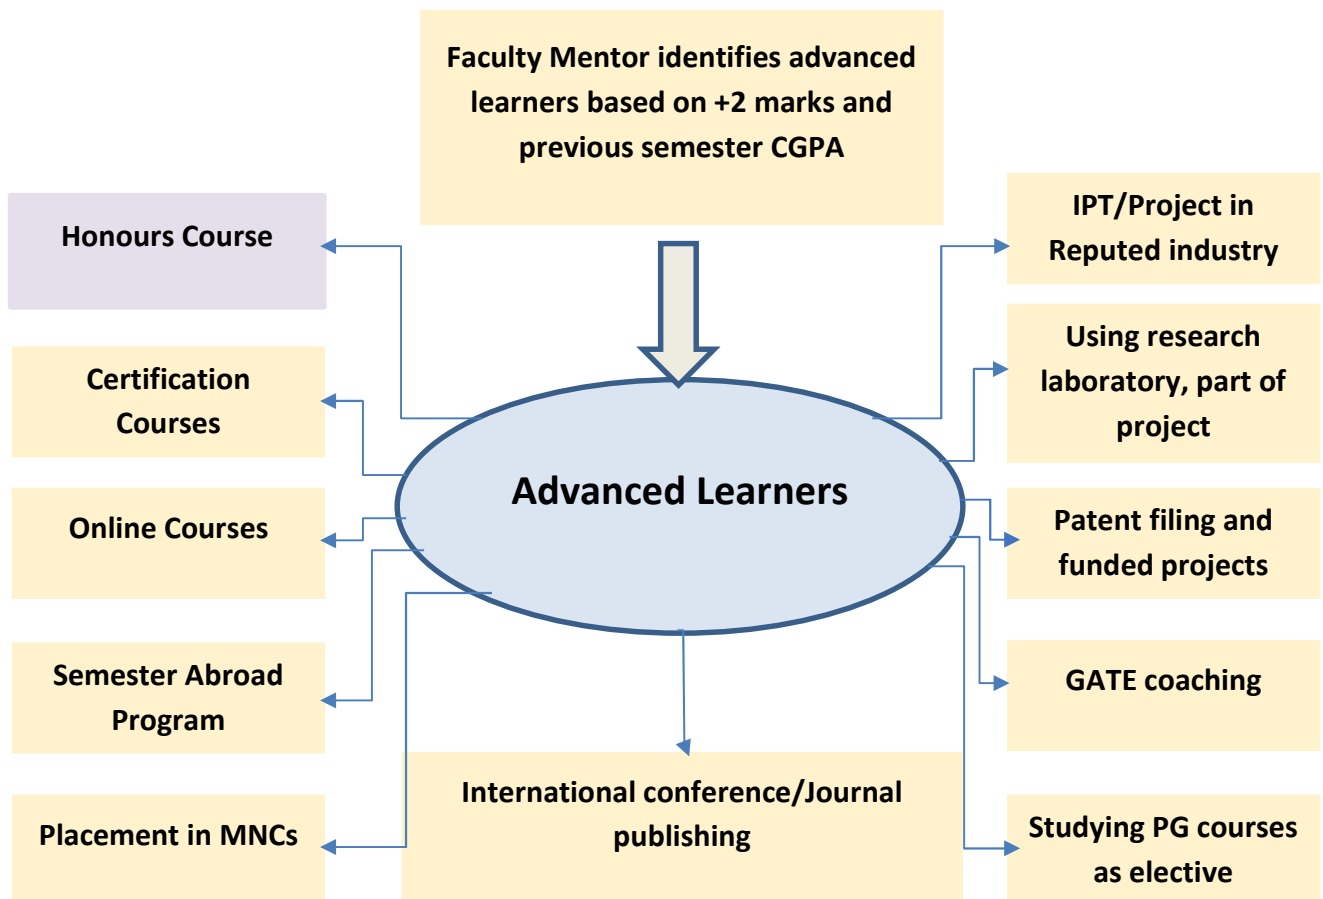 Faculty Mentor identifies advanced
learners based on +2 marks and
previous semester CGPA
Honours Course
Certification
Courses
Online Courses
Semester Abroad
Program
Placement in MNCs
Advanced Learners
International conference/Journal
publishing
IPT/Project in
Reputed industry
Using research
laboratory, part of
project
Patent filing and
funded projects
GATE coaching
Studying PG courses
as elective